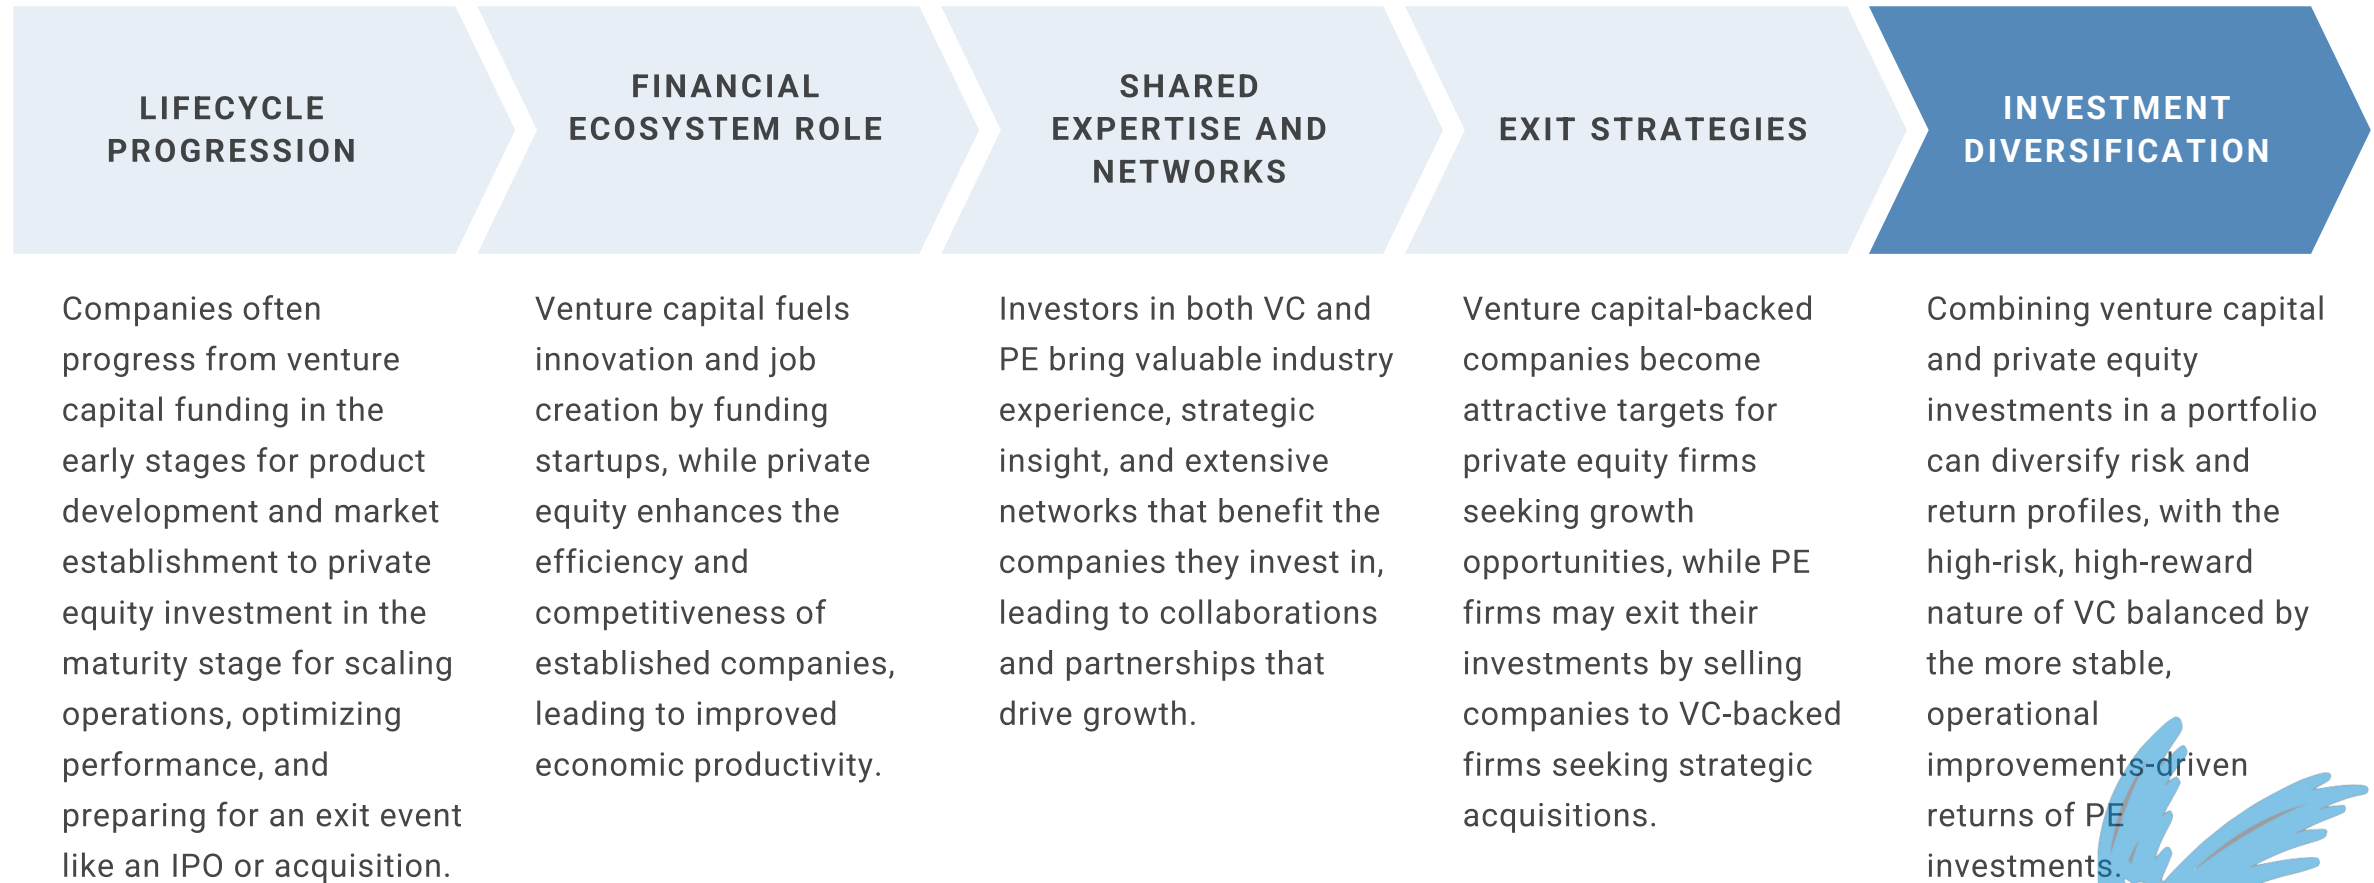 LIFECYCLE
PROGRESSION
FINANCIAL
ECOSYSTEM ROLE
SHARED
EXPERTISE AND
NETWORKS
EXIT STRATEGIES
INVESTMENT
DIVERSIFICATION
Companies often
progress from venture
capital funding in the
early stages for product
development and market
establishment to private
equity investment in the
maturity stage for scaling
operations, optimizing
performance, and
preparing for an exit event
like an IPO or acquisition.
Venture capital fuels
innovation and job
creation by funding
startups, while private
equity enhances the
efficiency and
competitiveness of
established companies,
leading to improved
economic productivity.
Investors in both VC and
PE bring valuable industry
experience, strategic
insight, and extensive
networks that benefit the
companies they invest in,
leading to collaborations
and partnerships that
drive growth.
Venture capital-backed
companies become
attractive targets for
private equity firms
seeking growth
opportunities, while PE
firms may exit their
investments by selling
companies to VC-backed
firms seeking strategic
acquisitions.
Combining venture capital
and private equity
investments in a portfolio
can diversify risk and
return profiles, with the
high-risk, high-reward
nature of VC balanced by
the more stable,
operational
improvements-driven
returns of PE
investments.